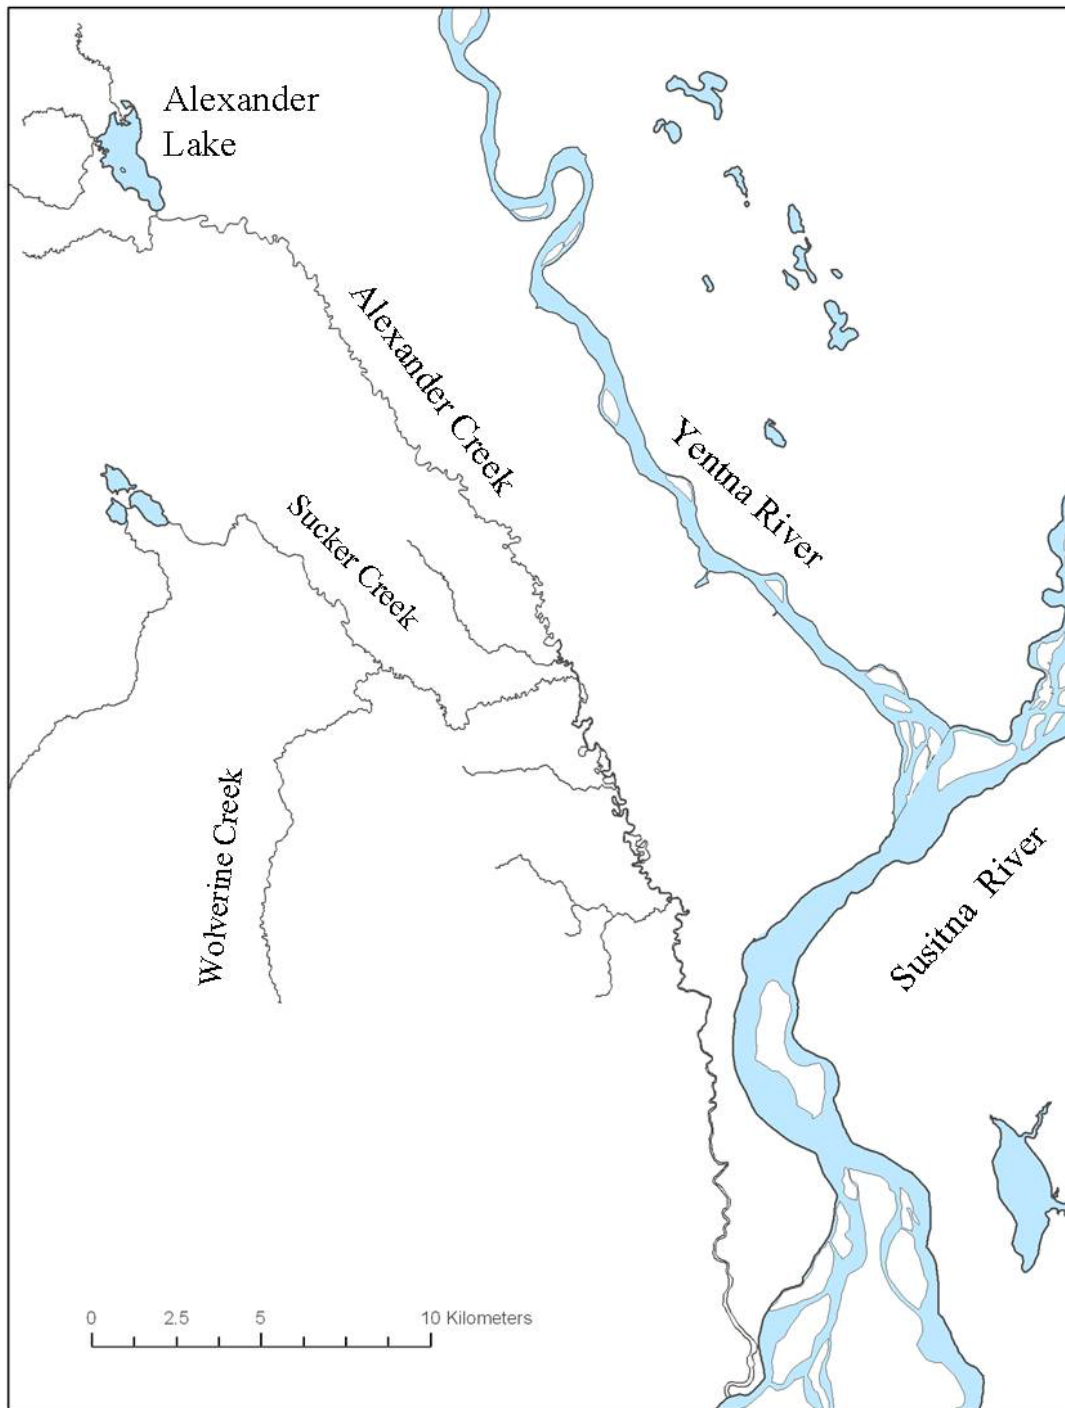 Alexander
Lake
Alexander Creek
Yentna River
Sucker Creek
Wolverine Creek
Susitna River
0 2.5 5 10 Kilometers